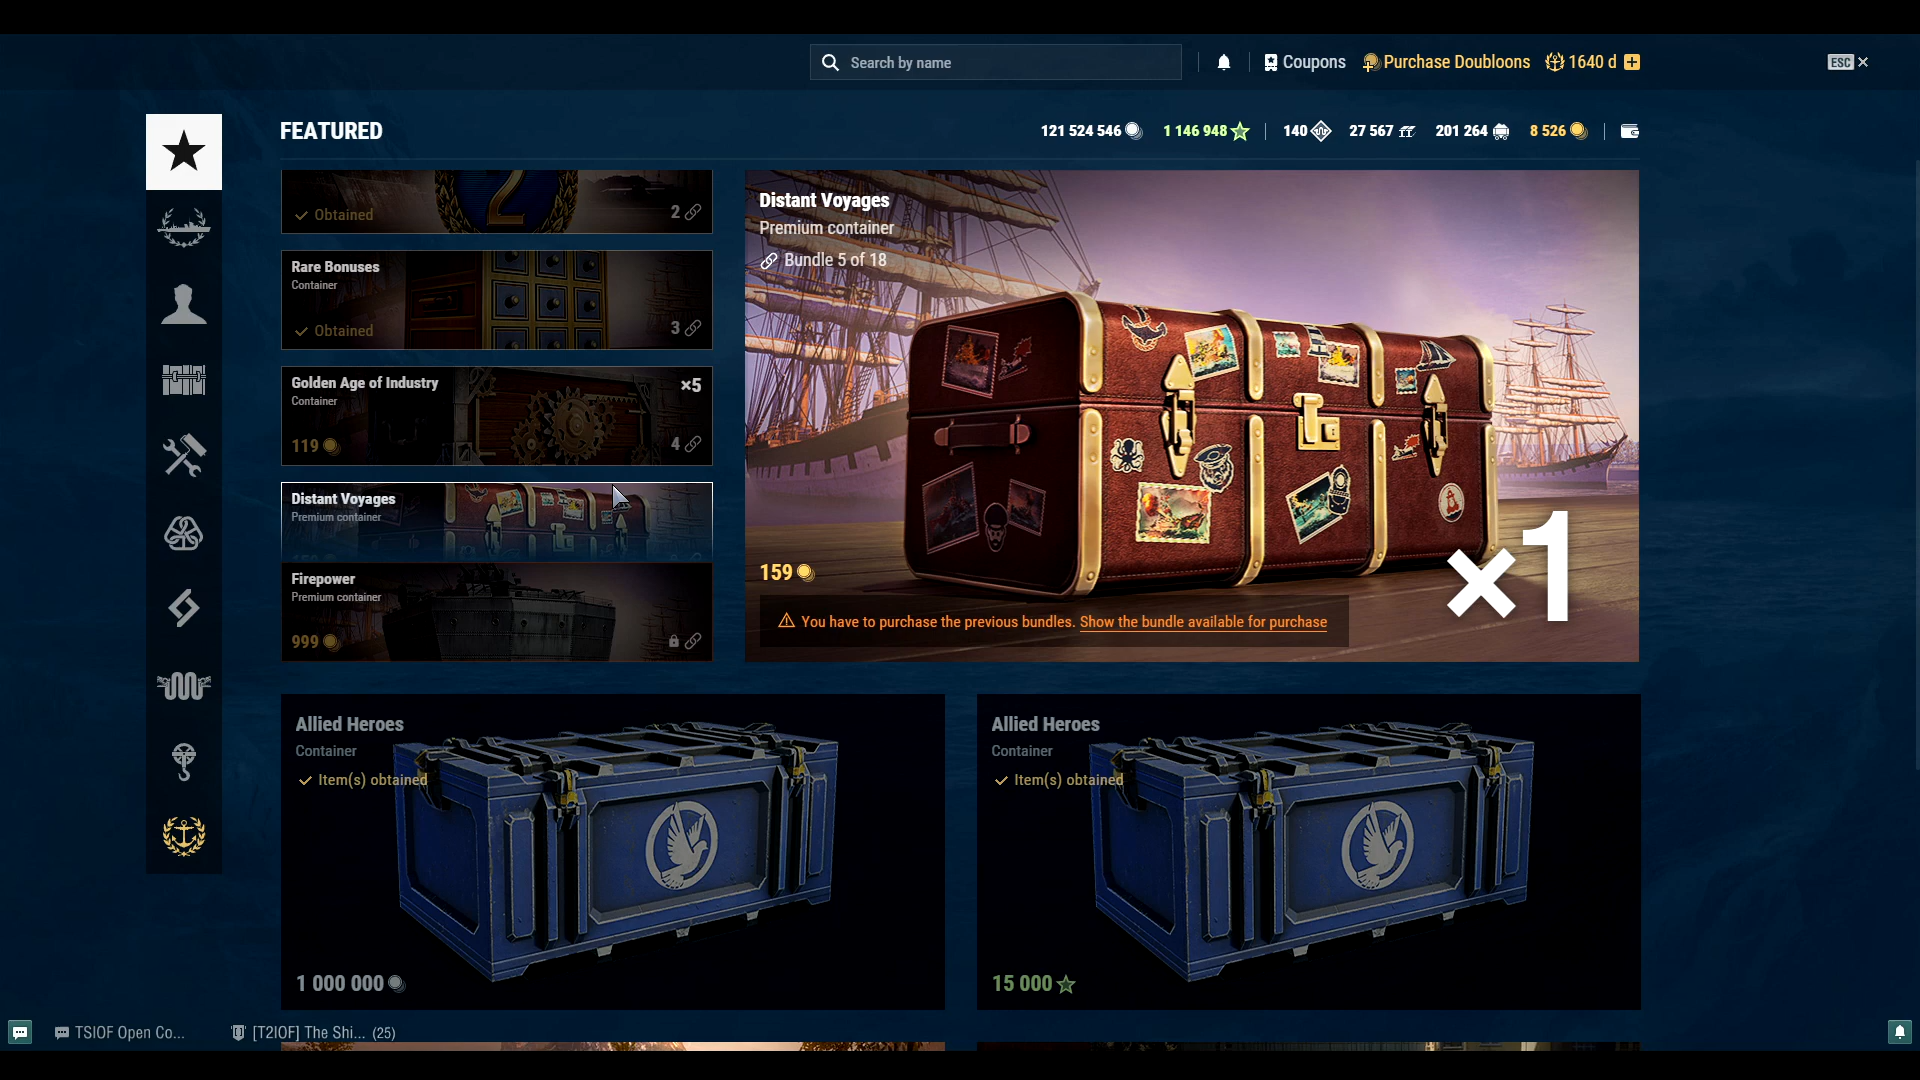 Search by name
Coupons
Purchase Doubloons
1640 d
ESC
FEATURED
121 524 546
1 146 948
140
27 567
201 264
8 526
2
Obtained
2
Rare Bonuses
Container
Obtained
3
Golden Age of Industry
Container
×5
119
4
Distant Voyages
Premium container
Firepower
Premium container
999
Distant Voyages
Premium container
Bundle 5 of 18
159
×1
You have to purchase the previous bundles. Show the bundle available for purchase
Allied Heroes
Container
Item(s) obtained
1 000 000
Allied Heroes
Container
Item(s) obtained
15 000
TSIOF Open Co...
[T2IOF] The Shi... (25)